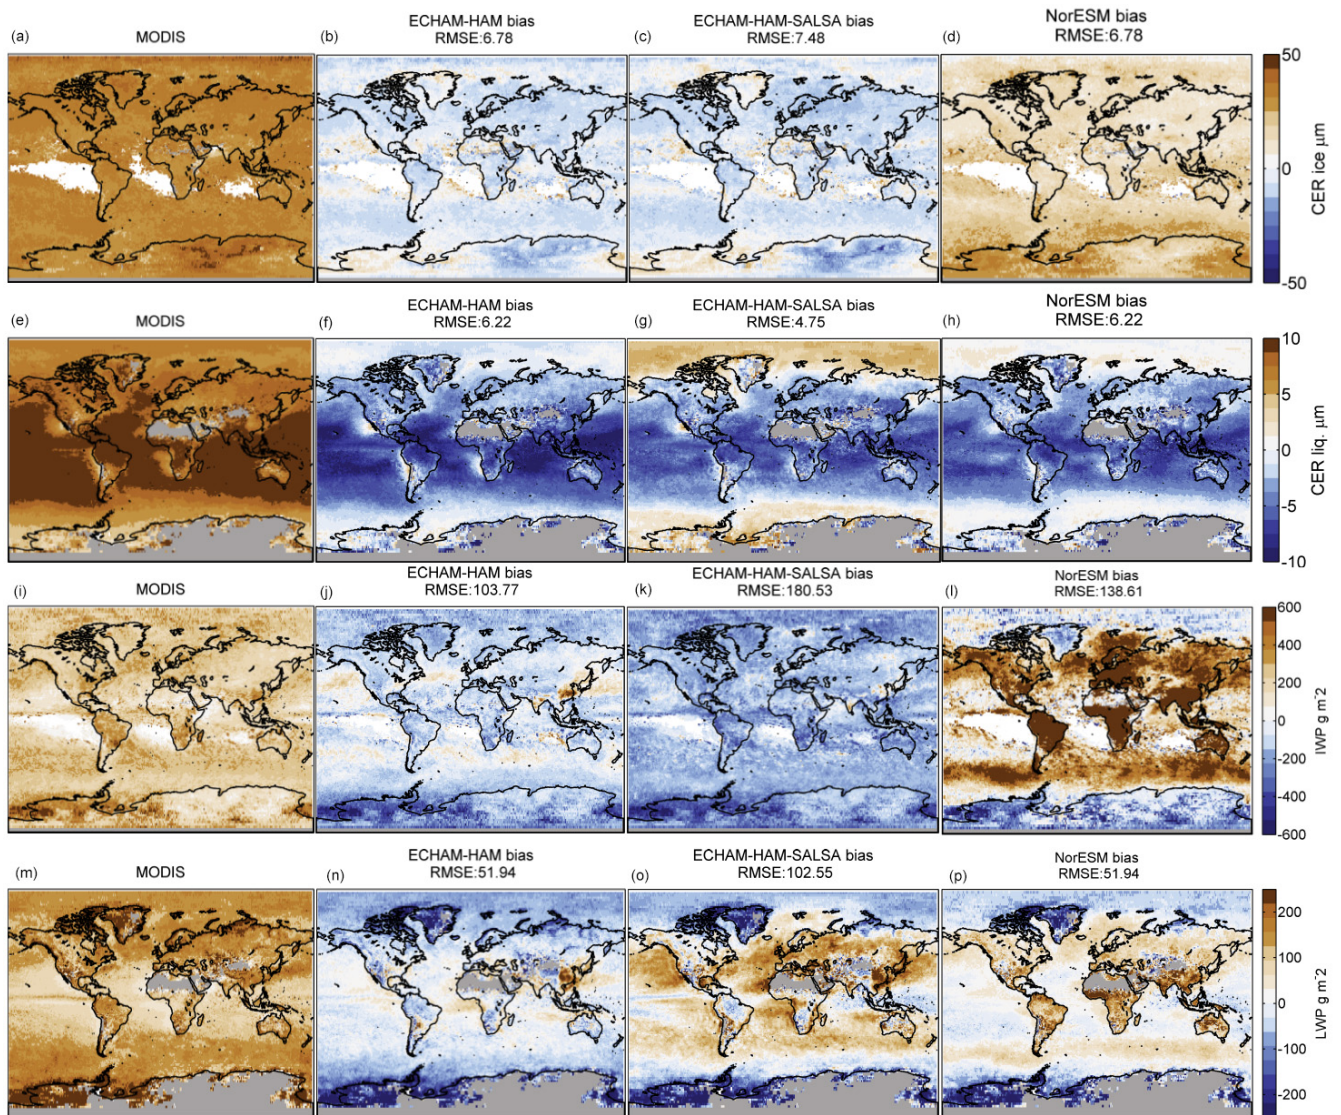 (a) MODIS
(b) ECHAM-HAM bias
RMSE:6.78
(c) ECHAM-HAM-SALSA bias
RMSE:7.48
(d) NorESM bias
RMSE:6.78
50
0
-50
CER ice µm
(e) MODIS
(f) ECHAM-HAM bias
RMSE:6.22
(g) ECHAM-HAM-SALSA bias
RMSE:4.75
(h) NorESM bias
RMSE:6.22
10
5
0
-5
-10
CER liq. µm
(i) MODIS
(j) ECHAM-HAM bias
RMSE:103.77
(k) ECHAM-HAM-SALSA bias
RMSE:180.53
(l) NorESM bias
RMSE:138.61
600
400
200
0
-200
-400
-600
IWP g m^2
(m) MODIS
(n) ECHAM-HAM bias
RMSE:51.94
(o) ECHAM-HAM-SALSA bias
RMSE:102.55
(p) NorESM bias
RMSE:51.94
200
100
0
-100
-200
LWP g m^2